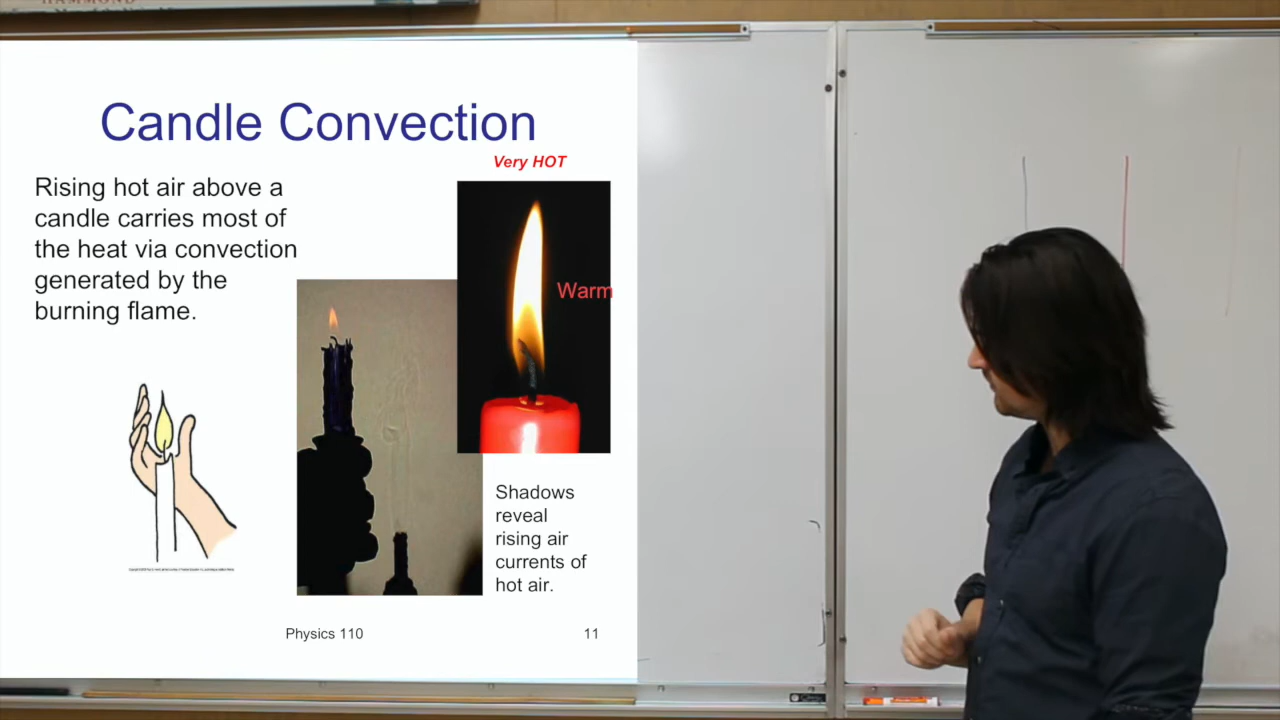 HAMMOND
Candle Convection
Very HOT
Rising hot air above a
candle carries most of
the heat via convection
generated by the
burning flame.
Warm
Shadows
reveal
rising air
currents of
hot air.
Physics 110
11